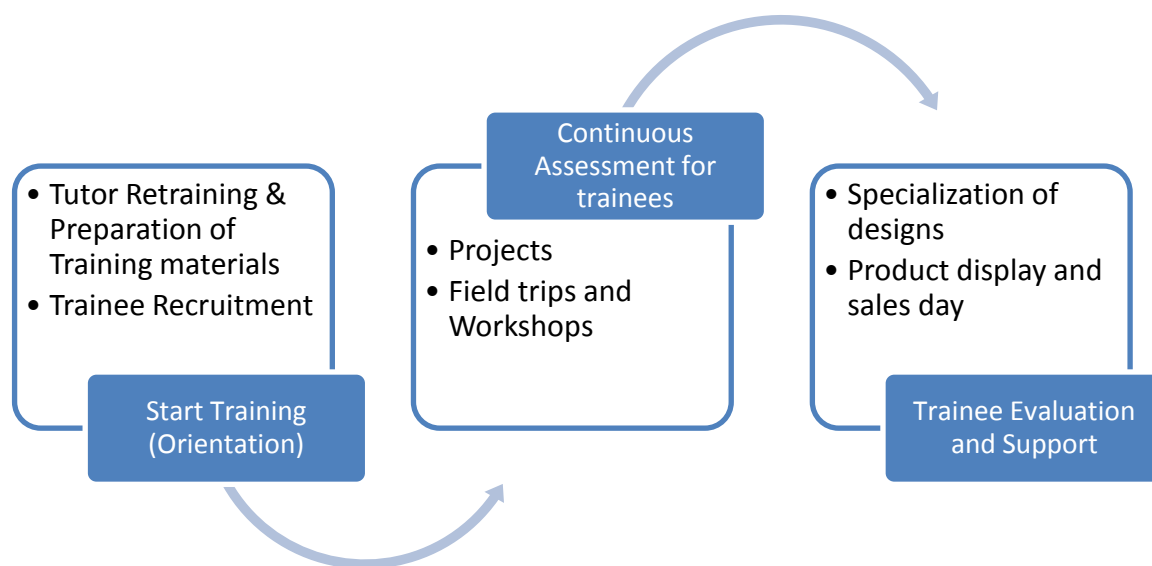 • Tutor Retraining &
Preparation of
Training materials
• Trainee Recruitment
Start Training
(Orientation)
Continuous
Assessment for
trainees
• Projects
• Field trips and
Workshops
• Specialization of
designs
• Product display and
sales day
Trainee Evaluation
and Support